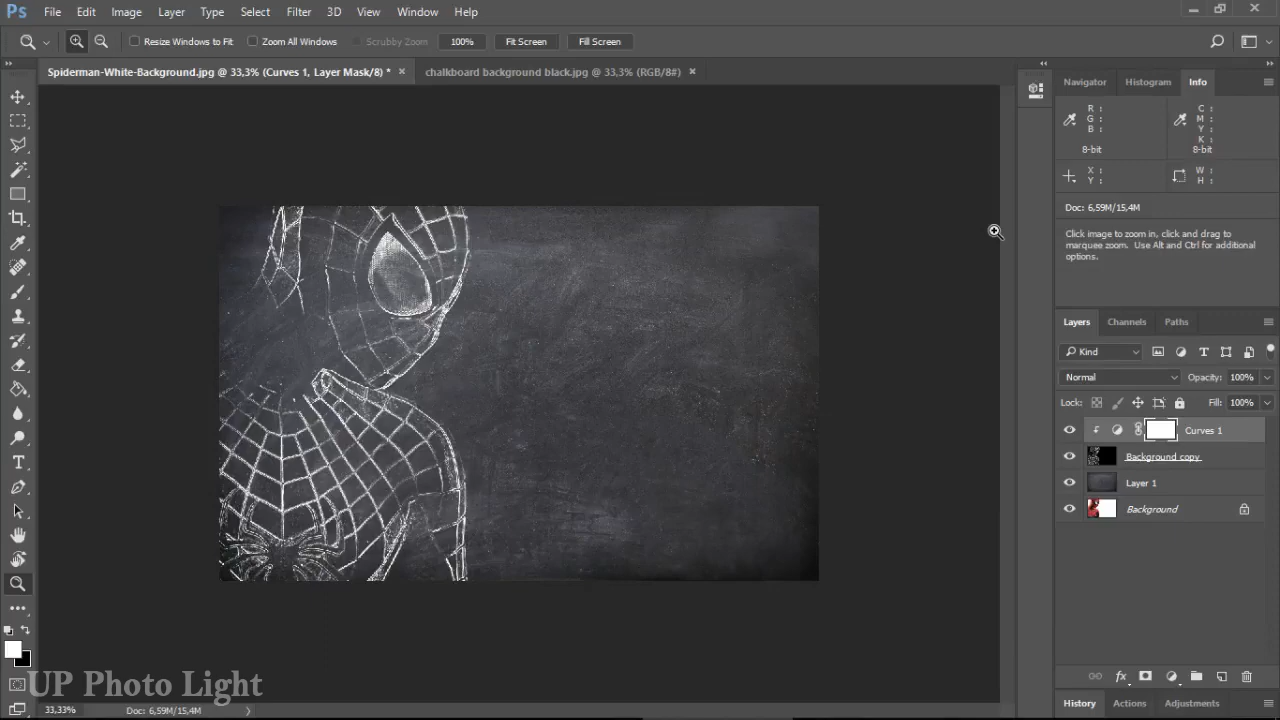 Ps File Edit Image Layer Type Select Filter 3D View Window Help
Resize Windows to Fit Zoom All Windows Scrubby Zoom 100% Fit Screen Fill Screen
Spiderman-White-Background.jpg @ 33,3% (Curves 1, Layer Mask/8) * × chalkboard background black.jpg @ 33,3% (RGB/8#) ×
Navigator Histogram Info
R : C :
G : M :
B : Y :
K :
8-bit 8-bit
X : W :
Y : H :
Doc: 6,59M/15,4M
Click image to zoom in, click and drag to
marquee zoom. Use Alt and Ctrl for additional
options.
Layers Channels Paths
Kind
Normal Opacity: 100%
Lock: Fill: 100%
Curves 1
Background copy
Layer 1
Background
UP Photo Light
33,33% Doc: 6,59M/15,4M
History Actions Adjustments